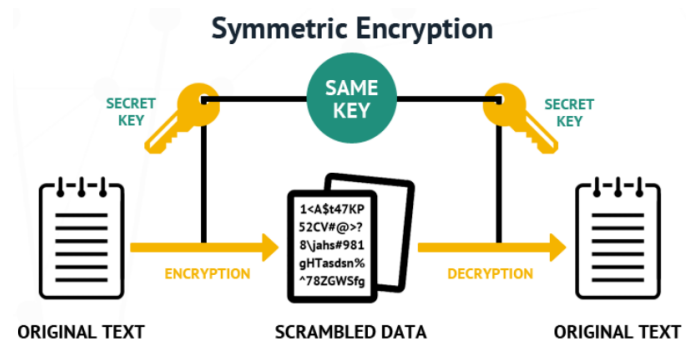 Symmetric Encryption
SECRET
KEY
SAME
KEY
SECRET
KEY
1<A$t47KP
52CV#@>?
8\jahs#981
gHTasdsn%
^78ZGWSfg
ENCRYPTION
DECRYPTION
ORIGINAL TEXT
SCRAMBLED DATA
ORIGINAL TEXT